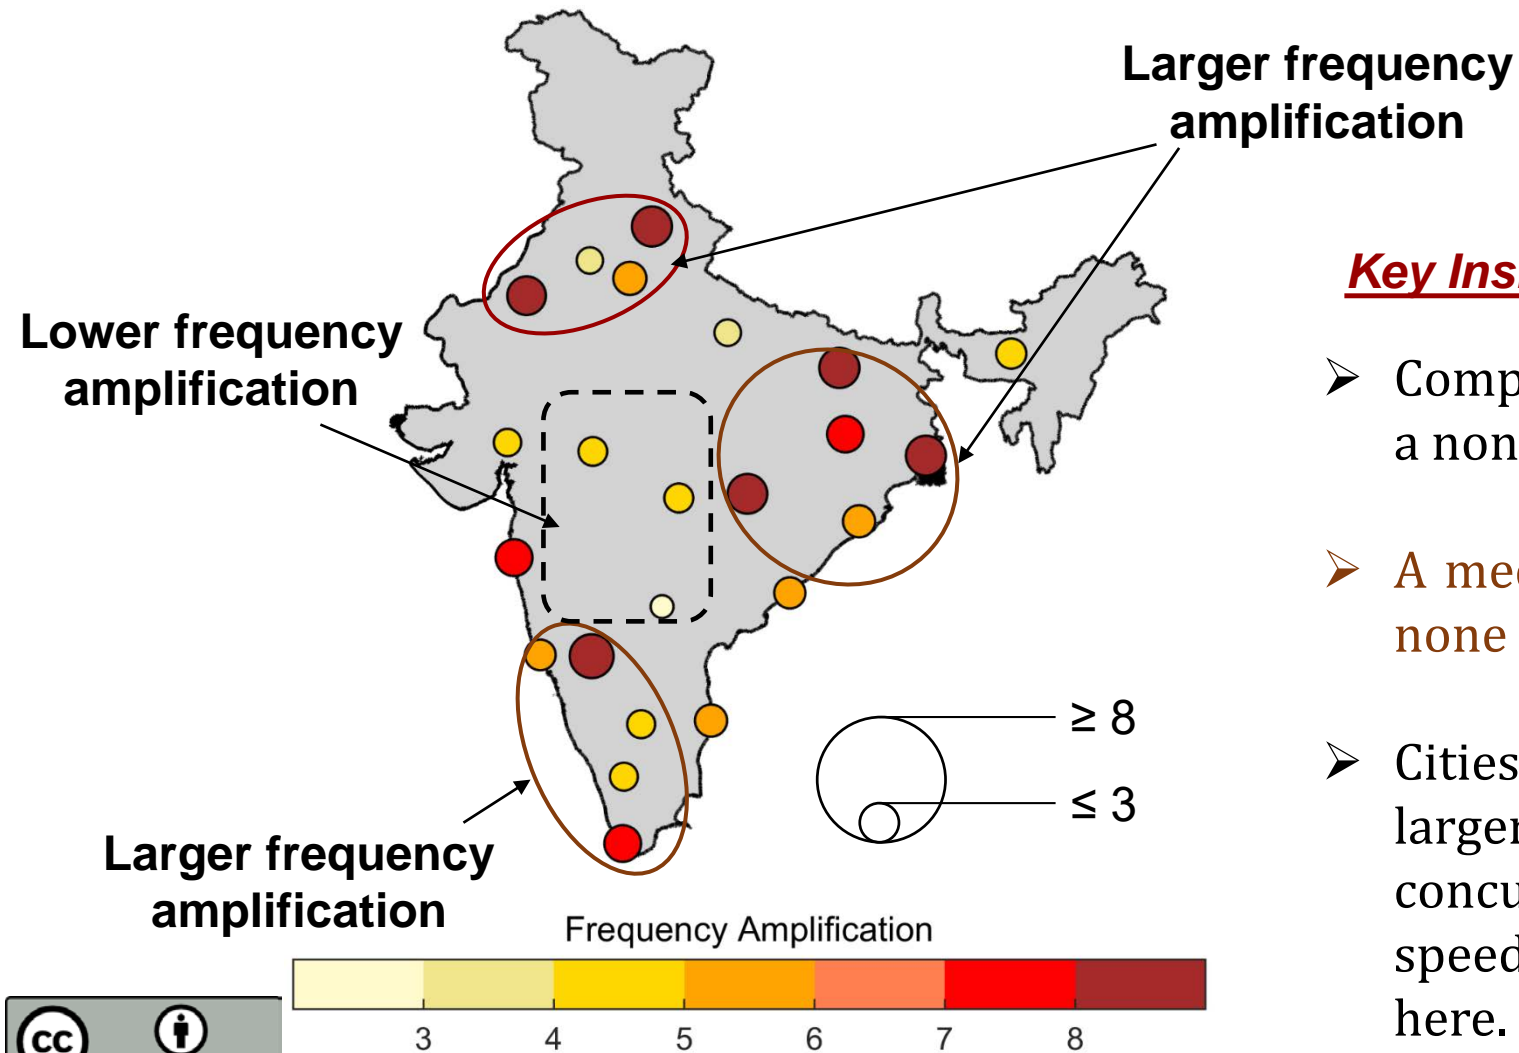 Larger frequency
amplification
Lower frequency
amplification
Larger frequency
amplification
≥ 8
≤ 3
Frequency Amplification
3 4 5 6 7 8
cc
Key Ins
➢ Comp
a non
➢ A me
none
➢ Cities
larger
concu
speed
here.